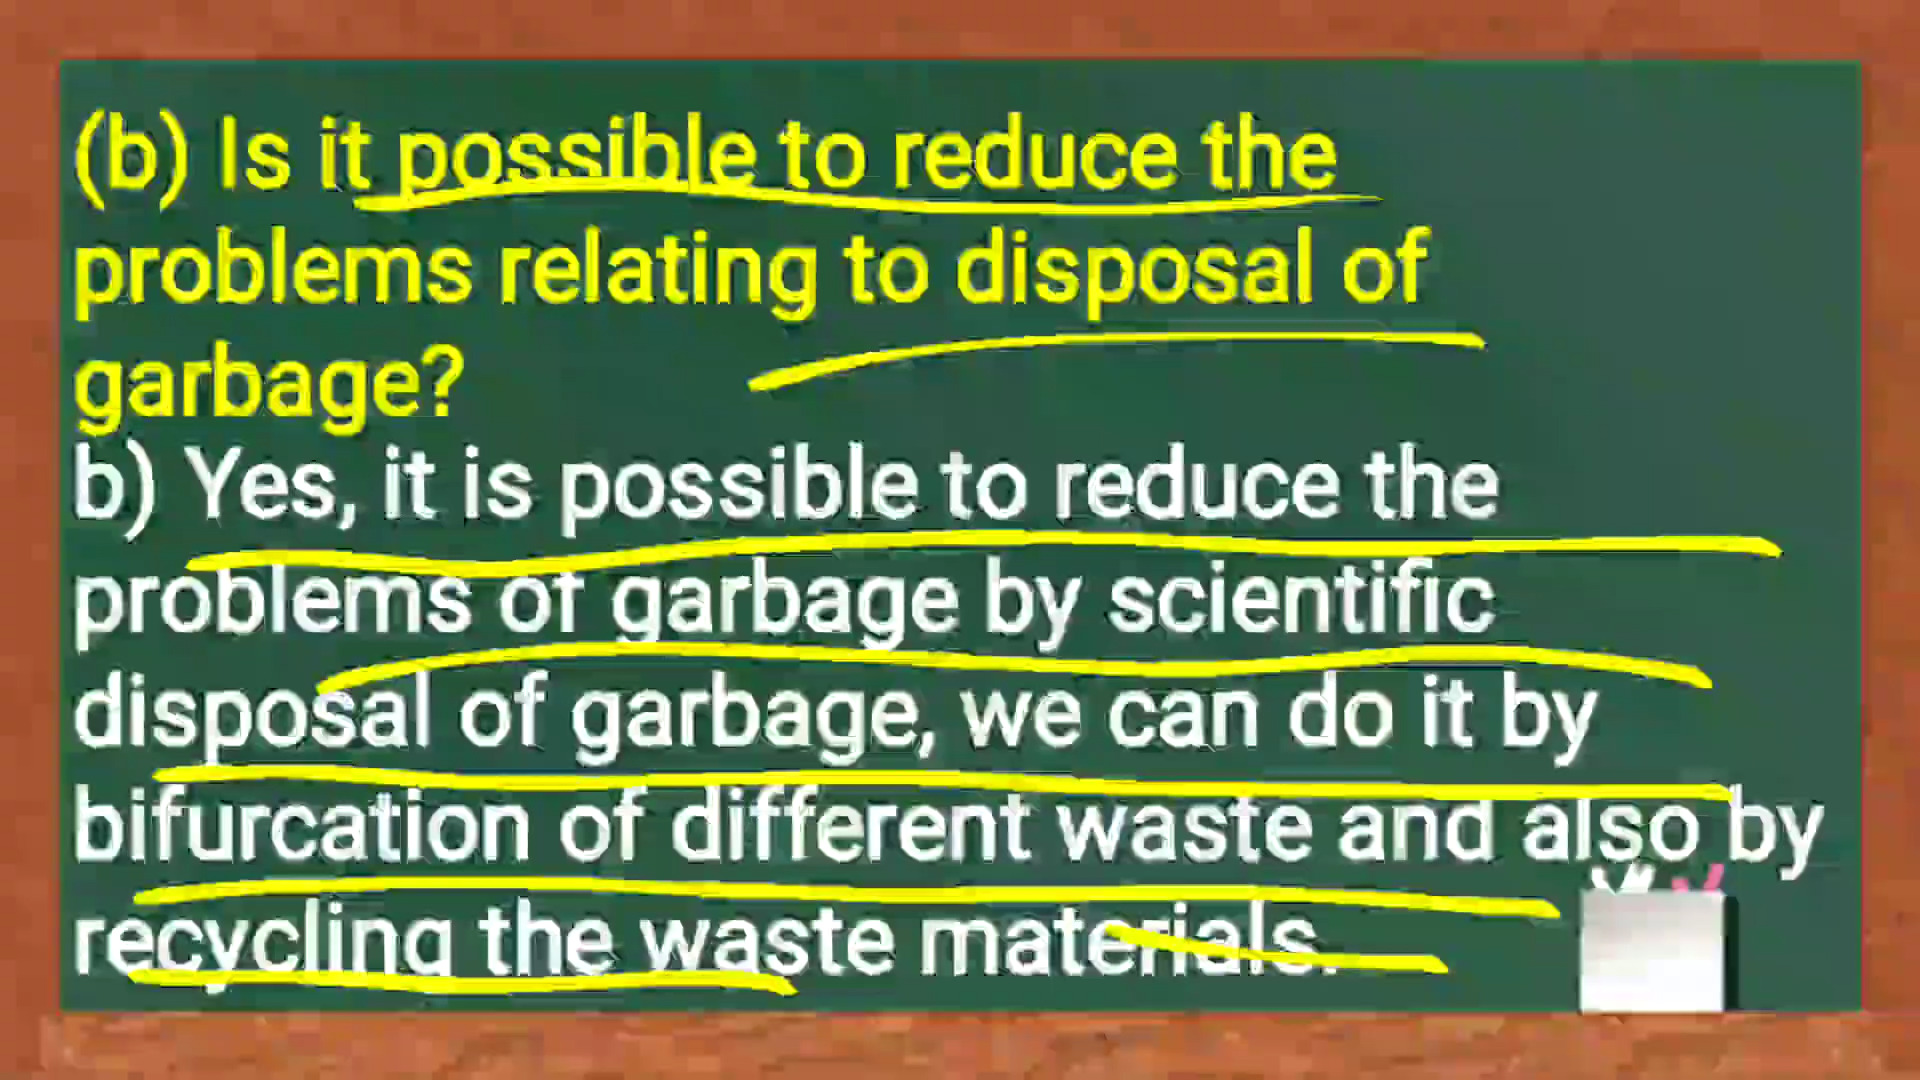 (b) Is it possible to reduce the
problems relating to disposal of
garbage?
b) Yes, it is possible to reduce the
problems of garbage by scientific
disposal of garbage, we can do it by
bifurcation of different waste and also by
recycling the waste materials.